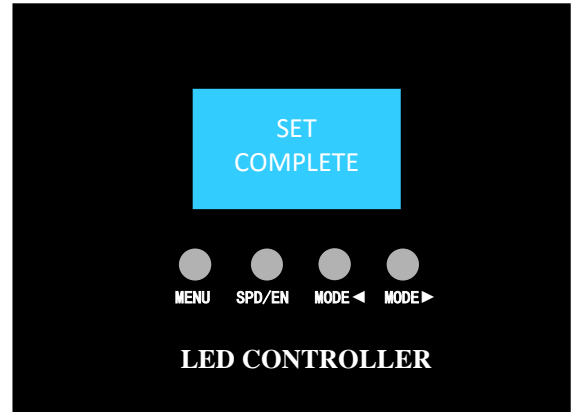 SET
COMPLETE
MENU SPD/EN MODE◄ MODE►
LED CONTROLLER